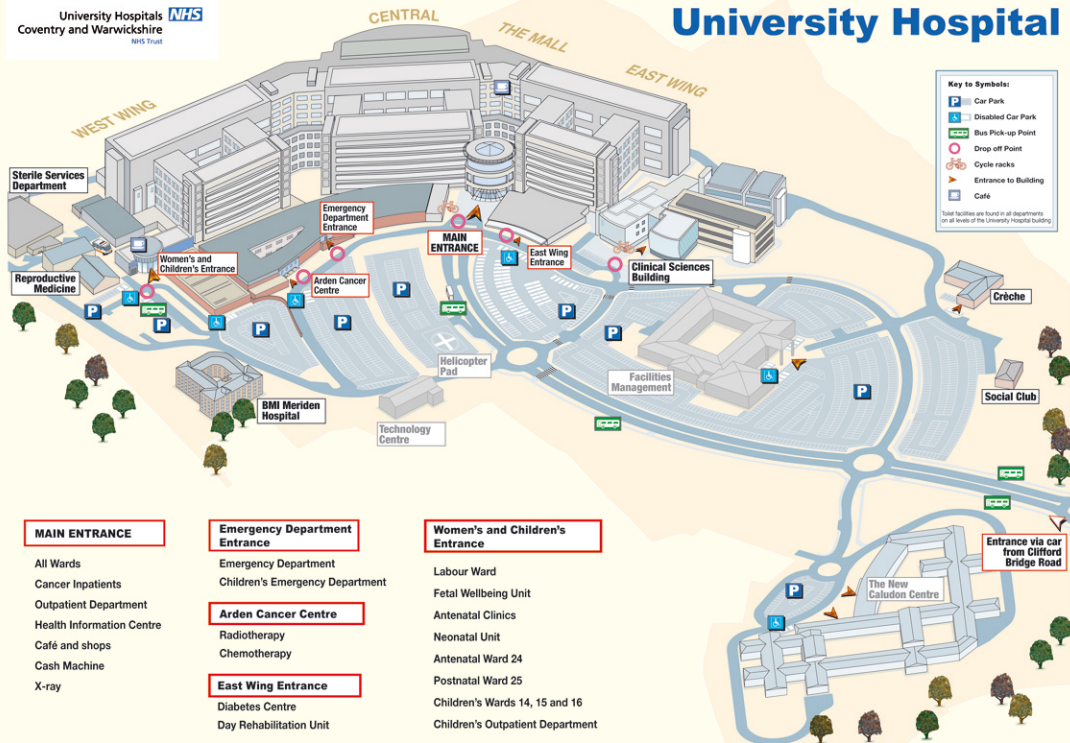 University Hospitals NHS
Coventry and Warwickshire
NHS Trust
University Hospital
CENTRAL
THE MALL
EAST WING
WEST WING
Key to Symbols:
P Car Park
Disabled Car Park
Bus Pick-up Point
Drop off Point
Cycle racks
Entrance to Building
Café
Toilet facilities are found in all departments
on all levels of the University Hospital building
Sterile Services
Department
Emergency
Department
Entrance
MAIN
ENTRANCE
East Wing
Entrance
Women's and
Children's Entrance
Clinical Sciences
Building
Reproductive
Medicine
Arden Cancer
Centre
Crèche
P
P
P
P
P
P
P
P
P
Helicopter
Pad
Facilities
Management
Social Club
BMI Meriden
Hospital
Technology
Centre
Entrance via car
from Clifford
Bridge Road
The New
Caludon Centre
P
MAIN ENTRANCE
All Wards
Cancer Inpatients
Outpatient Department
Health Information Centre
Café and shops
Cash Machine
X-ray
Emergency Department
Entrance
Emergency Department
Children's Emergency Department
Arden Cancer Centre
Radiotherapy
Chemotherapy
East Wing Entrance
Diabetes Centre
Day Rehabilitation Unit
Women's and Children's
Entrance
Labour Ward
Fetal Wellbeing Unit
Antenatal Clinics
Neonatal Unit
Antenatal Ward 24
Postnatal Ward 25
Children's Wards 14, 15 and 16
Children's Outpatient Department